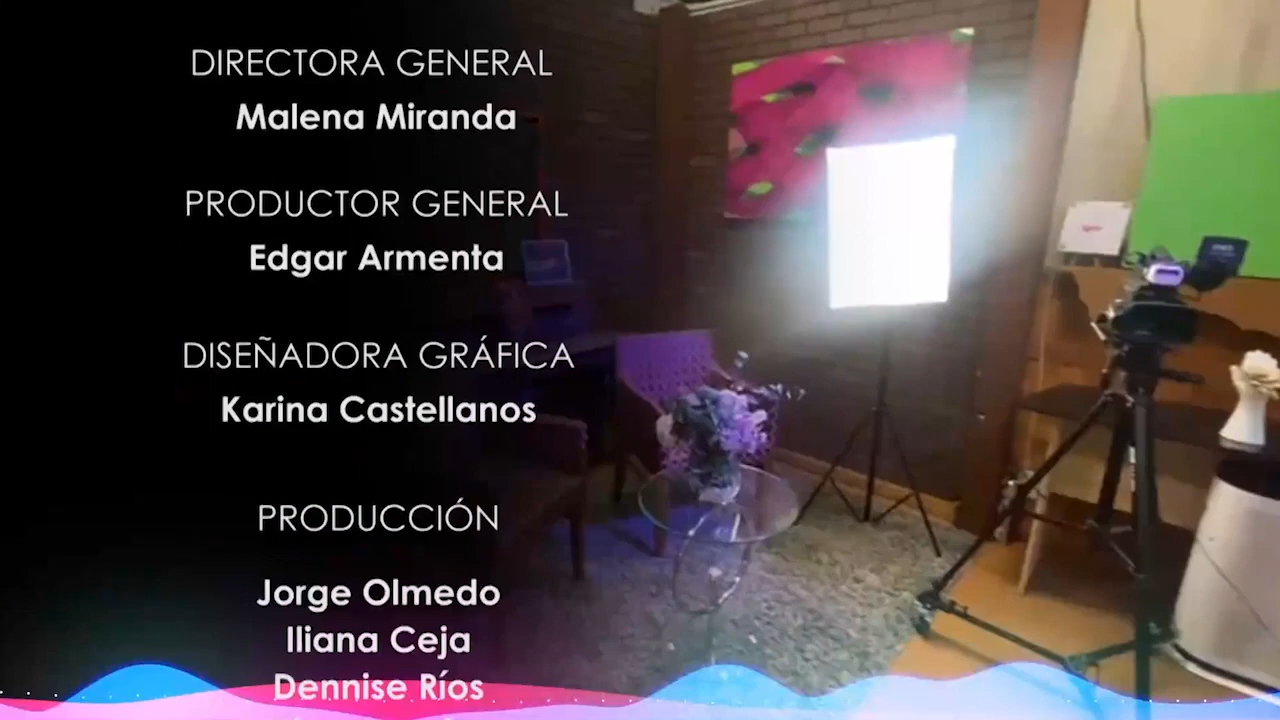 DIRECTORA GENERAL
Malena Miranda
PRODUCTOR GENERAL
Edgar Armenta
DISEÑADORA GRÁFICA
Karina Castellanos
PRODUCCIÓN
Jorge Olmedo
Iliana Ceja
Dennise Ríos